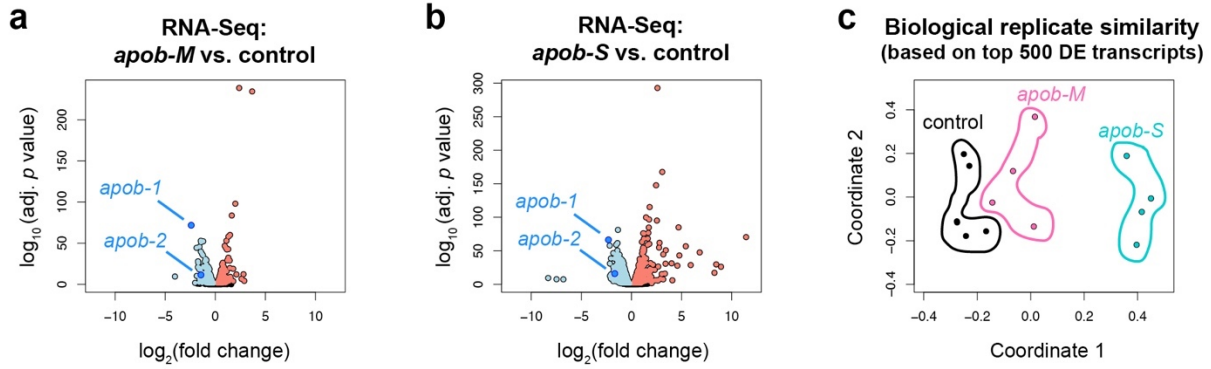 a
RNA-Seq:
apob-M vs. control
log10 (adj. p value)
200
150
100
50
0
apob-1
apob-2
−10
−5
0
5
10
log2(fold change)
b
RNA-Seq:
apob-S vs. control
log10 (adj. p value)
300
250
200
150
100
50
0
apob-1
apob-2
−10
−5
0
5
10
log2(fold change)
c
Biological replicate similarity
(based on top 500 DE transcripts)
Coordinate 2
0.4
0.2
0.0
−0.2
−0.4
control
apob-M
apob-S
−0.4
−0.2
0.0
0.2
0.4
Coordinate 1